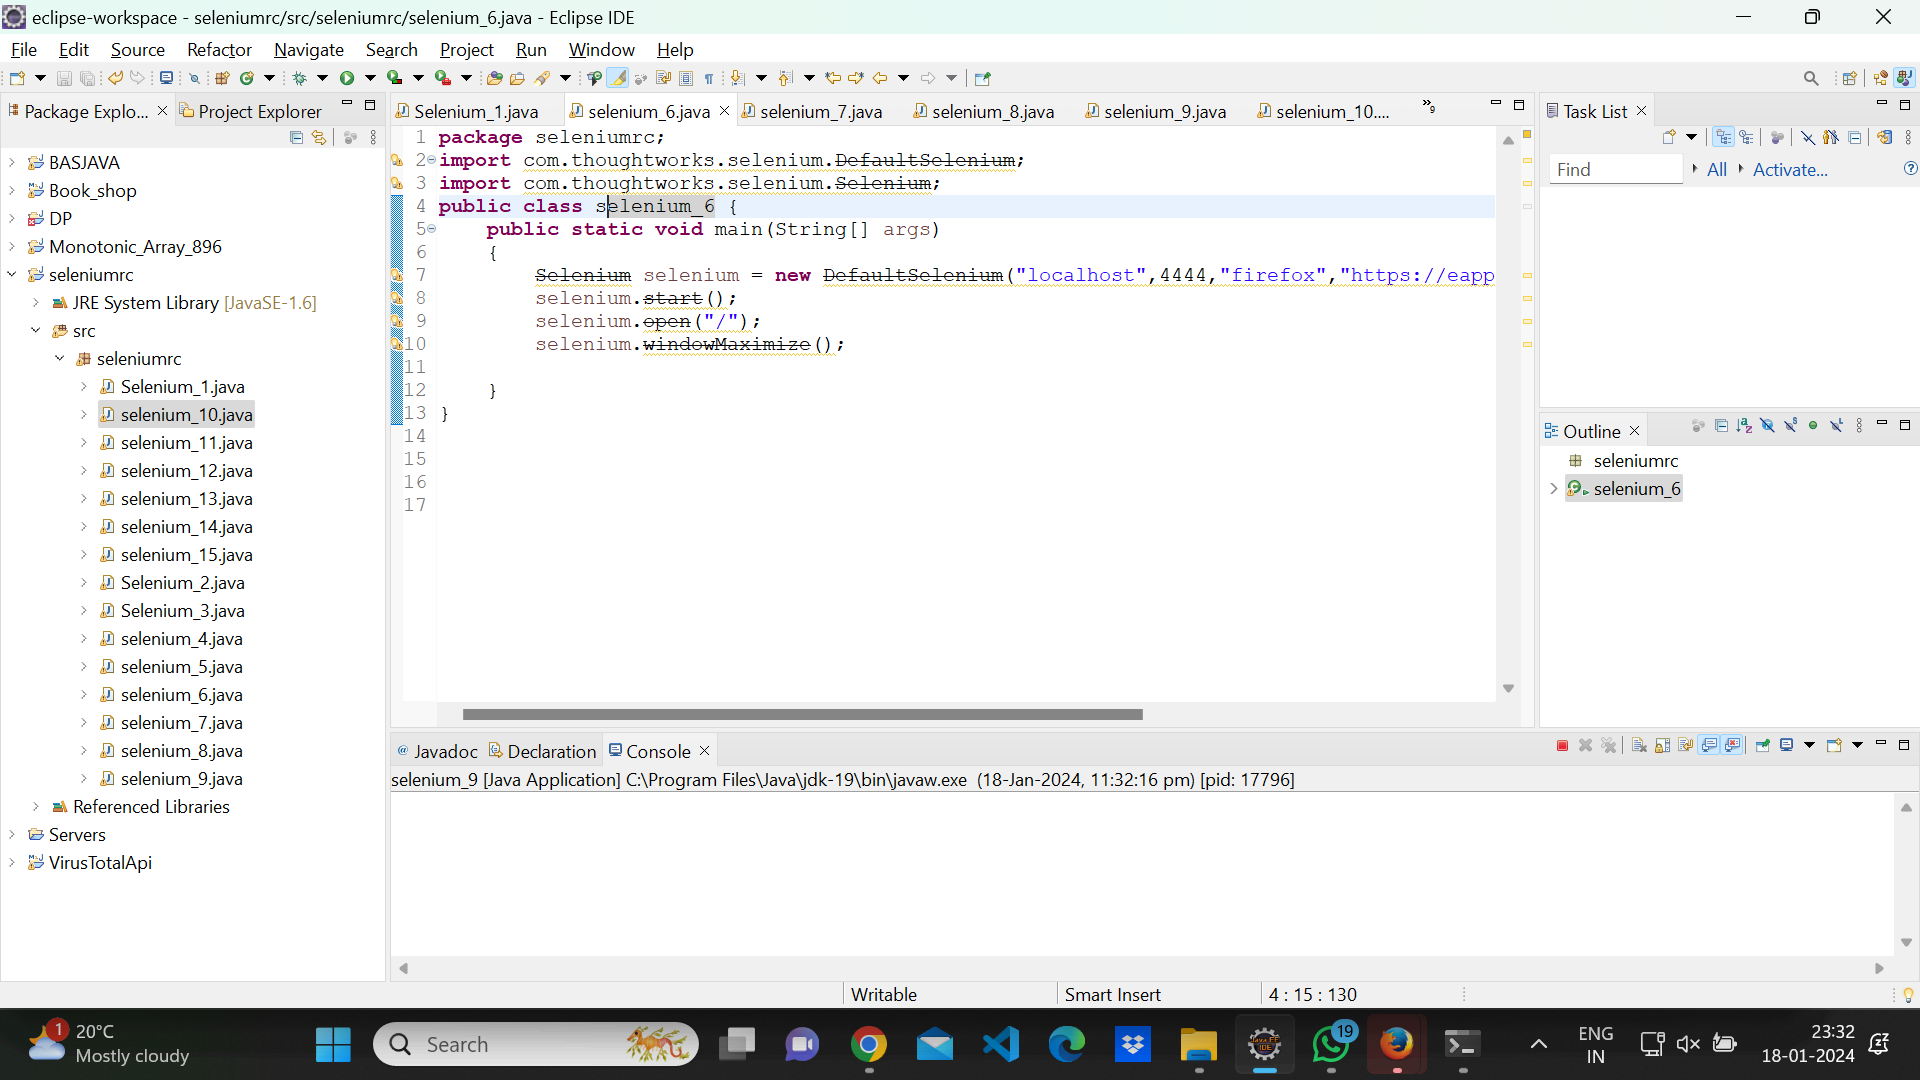 eclipse-workspace - seleniumrc/src/seleniumrc/selenium_6.java - Eclipse IDE
File Edit Source Refactor Navigate Search Project Run Window Help
Package Explo... Project Explorer
BASJAVA
Book_shop
DP
Monotonic_Array_896
seleniumrc
JRE System Library [JavaSE-1.6]
src
seleniumrc
Selenium_1.java
selenium_10.java
selenium_11.java
selenium_12.java
selenium_13.java
selenium_14.java
selenium_15.java
Selenium_2.java
Selenium_3.java
selenium_4.java
selenium_5.java
selenium_6.java
selenium_7.java
selenium_8.java
selenium_9.java
Referenced Libraries
Servers
VirusTotalApi
Selenium_1.java selenium_6.java selenium_7.java selenium_8.java selenium_9.java selenium_10.... »9
1 package seleniumrc;
2 import com.thoughtworks.selenium.DefaultSelenium;
3 import com.thoughtworks.selenium.Selenium;
4 public class selenium_6 {
5 public static void main(String[] args)
6 {
7 Selenium selenium = new DefaultSelenium("localhost",4444,"firefox","https://eapp
8 selenium.start();
9 selenium.open("/");
10 selenium.windowMaximize();
11
12 }
13 }
14
15
16
17
Task List
Find All Activate...
Outline
seleniumrc
selenium_6
Javadoc Declaration Console
selenium_9 [Java Application] C:\Program Files\Java\jdk-19\bin\javaw.exe (18-Jan-2024, 11:32:16 pm) [pid: 17796]
Writable Smart Insert 4 : 15 : 130
1
20°C
Mostly cloudy
Search
19
ENG
IN
23:32
18-01-2024